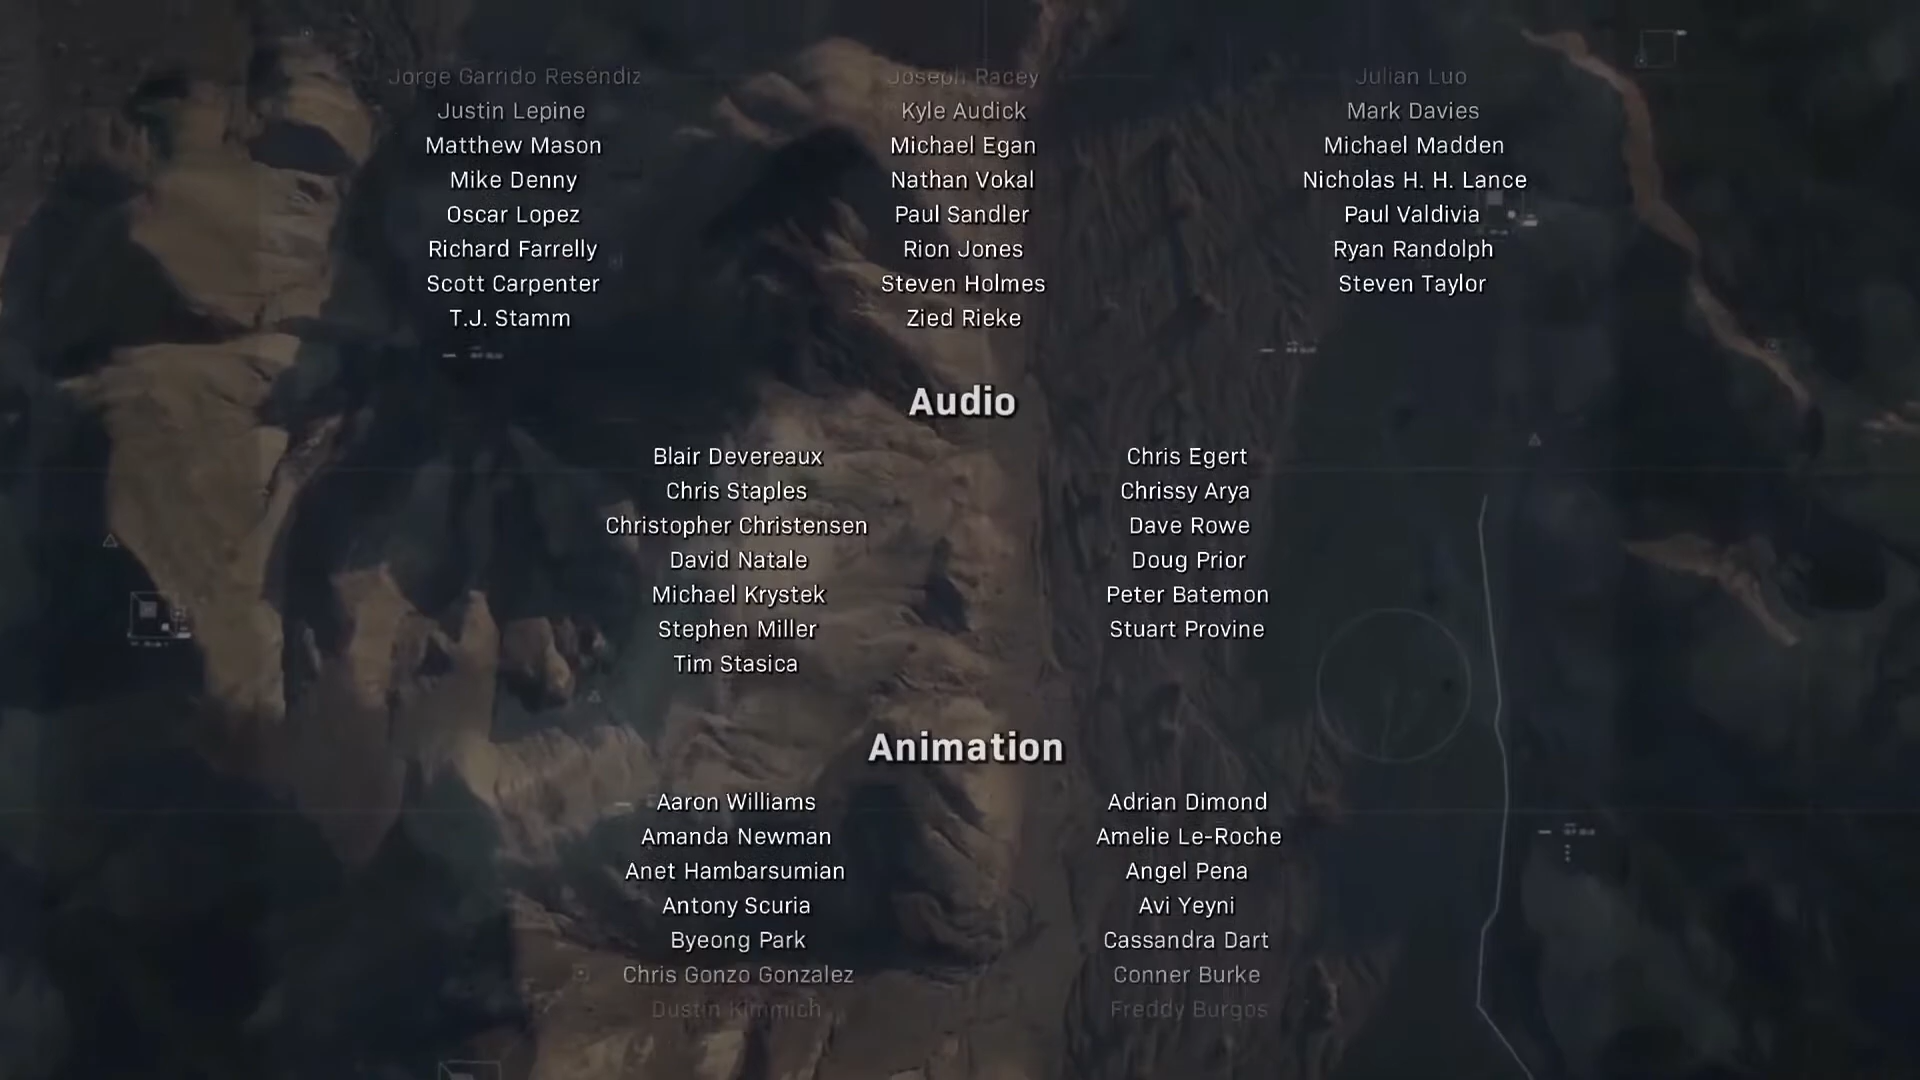 Jorge Garrido Reséndiz Joseph Racey Julian Luo
Justin Lepine Kyle Audick Mark Davies
Matthew Mason Michael Egan Michael Madden
Mike Denny Nathan Vokal Nicholas H. H. Lance
Oscar Lopez Paul Sandler Paul Valdivia
Richard Farrelly Rion Jones Ryan Randolph
Scott Carpenter Steven Holmes Steven Taylor
T.J. Stamm Zied Rieke
Audio
Blair Devereaux Chris Egert
Chris Staples Chrissy Arya
Christopher Christensen Dave Rowe
David Natale Doug Prior
Michael Krystek Peter Batemon
Stephen Miller Stuart Provine
Tim Stasica
Animation
Aaron Williams Adrian Dimond
Amanda Newman Amelie Le-Roche
Anet Hambarsumian Angel Pena
Antony Scuria Avi Yeyni
Byeong Park Cassandra Dart
Chris Gonzo Gonzalez Conner Burke
Dustin Kimmich Freddy Burgos